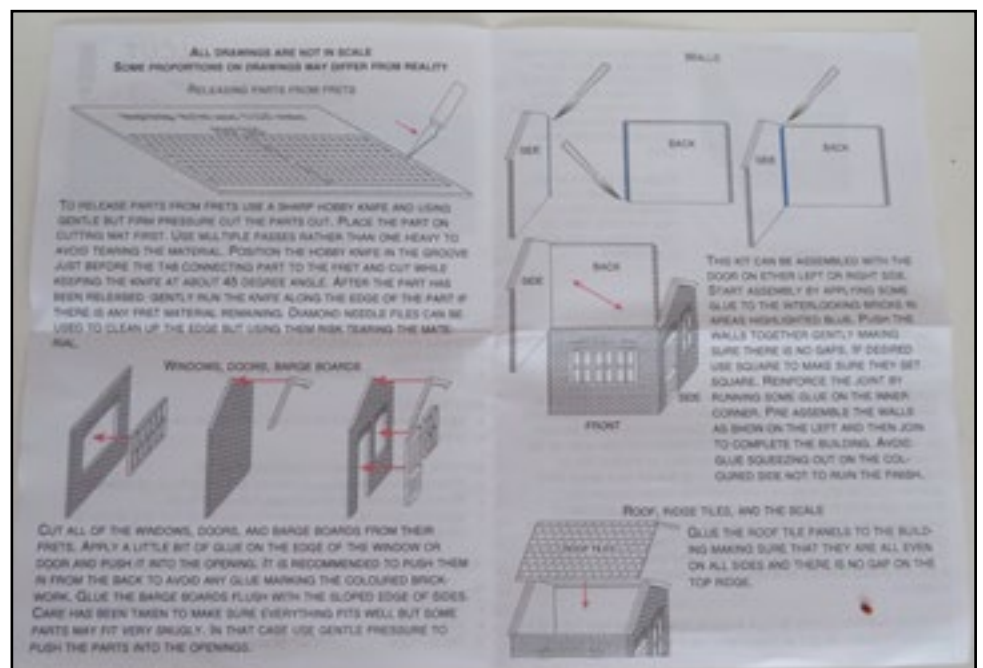 ALL DRAWINGS ARE NOT IN SCALE
SOME PROPORTIONS ON DRAWINGS MAY DIFFER FROM REALITY
RELEASING PARTS FROM FRETS
TO RELEASE PARTS FROM FRETS USE A SHARP HOBBY KNIFE AND USING
GENTLE BUT FIRM PRESSURE CUT THE PARTS OUT. PLACE THE PART ON
CUTTING MAT FIRST. USE MULTIPLE PASSES RATHER THAN ONE HEAVY TO
AVOID TEARING THE MATERIAL. POSITION THE HOBBY KNIFE IN THE GROOVE
JUST BEFORE THE TAB CONNECTING PART TO THE FRET AND CUT WHILE
KEEPING THE KNIFE AT ABOUT 45 DEGREE ANGLE. AFTER THE PART HAS
BEEN RELEASED GENTLY RUN THE KNIFE ALONG THE EDGE OF THE PART IF
THERE IS ANY FRET MATERIAL REMAINING. DIAMOND NEEDLE FILES CAN BE
USED TO CLEAN UP THE EDGE BUT USING THEM RISK TEARING THE MATE-
RIAL.
WINDOWS, DOORS, BARGE BOARDS
CUT ALL OF THE WINDOWS, DOORS, AND BARGE BOARDS FROM THEIR
FRETS. APPLY A LITTLE BIT OF GLUE ON THE EDGE OF THE WINDOW OR
DOOR AND PUSH IT INTO THE OPENING. IT IS RECOMMENDED TO PUSH THEM
IN FROM THE BACK TO AVOID ANY GLUE MARKING THE COLOURED BRICK-
WORK. GLUE THE BARGE BOARDS FLUSH WITH THE SLOPED EDGE OF SIDES.
CARE HAS BEEN TAKEN TO MAKE SURE EVERYTHING FITS WELL BUT SOME
PARTS MAY FIT VERY SNUGLY. IN THAT CASE USE GENTLE PRESSURE TO
PUSH THE PARTS INTO THE OPENINGS.
WALLS
SIDE
BACK
SIDE
BACK
SIDE
BACK
SIDE
FRONT
THIS KIT CAN BE ASSEMBLED WITH THE
DOOR ON EITHER LEFT OR RIGHT SIDE.
START ASSEMBLY BY APPLYING SOME
GLUE TO THE INTERLOCKING BRICKS IN
AREAS HIGHLIGHTED BLUE. PUSH THE
WALLS TOGETHER GENTLY MAKING
SURE THERE IS NO GAPS. IF DESIRED
USE SQUARE TO MAKE SURE THEY SET
SQUARE. REINFORCE THE JOINT BY
RUNNING SOME GLUE ON THE INNER
CORNER. PRE ASSEMBLE THE WALLS
AS SHOW ON THE LEFT AND THEN JOIN
TO COMPLETE THE BUILDING. AVOID
GLUE SQUEEZING OUT ON THE COL-
OURED SIDE NOT TO RUIN THE FINISH.
ROOF, RIDGE TILES, AND THE SCALE
ROOF TILES
GLUE THE ROOF TILE PANELS TO THE BUILD-
ING MAKING SURE THAT THEY ARE ALL EVEN
ON ALL SIDES AND THERE IS NO GAP ON THE
TOP RIDGE.